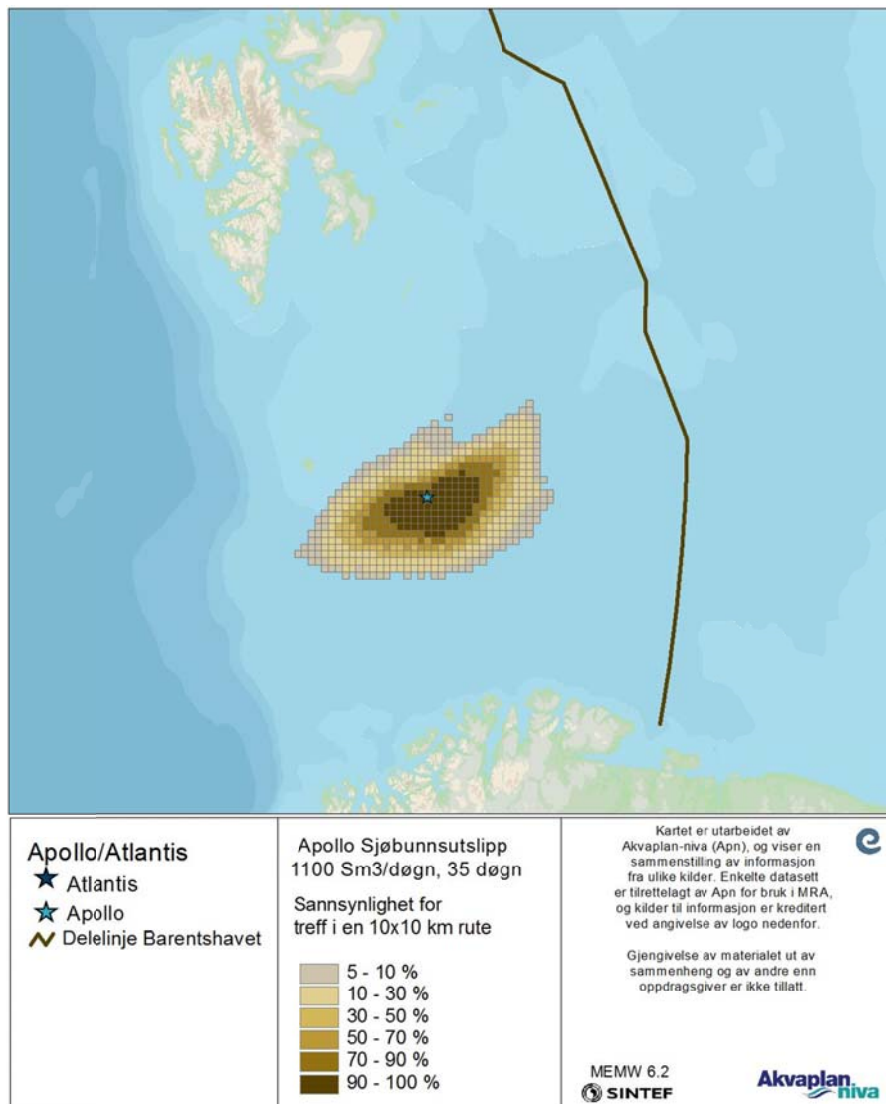 Apollo/Atlantis
Atlantis
Apollo
Delelinje Barentshavet
Apollo Sjøbunnsutslipp
1100 Sm3/døgn, 35 døgn
Sannsynlighet for
treff i en 10x10 km rute
5 - 10 %
10 - 30 %
30 - 50 %
50 - 70 %
70 - 90 %
90 - 100 %
Kartet er utarbeidet av
Akvaplan-niva (Apn), og viser en
sammenstilling av informasjon
fra ulike kilder. Enkelte datasett
er tilrettelagt av Apn for bruk i MRA,
og kilder til informasjon er kreditert
ved angivelse av logo nedenfor.
Gjengivelse av materialet ut av
sammenheng og av andre enn
oppdragsgiver er ikke tillatt.
MEMW 6.2
SINTEF
Akvaplan
niva